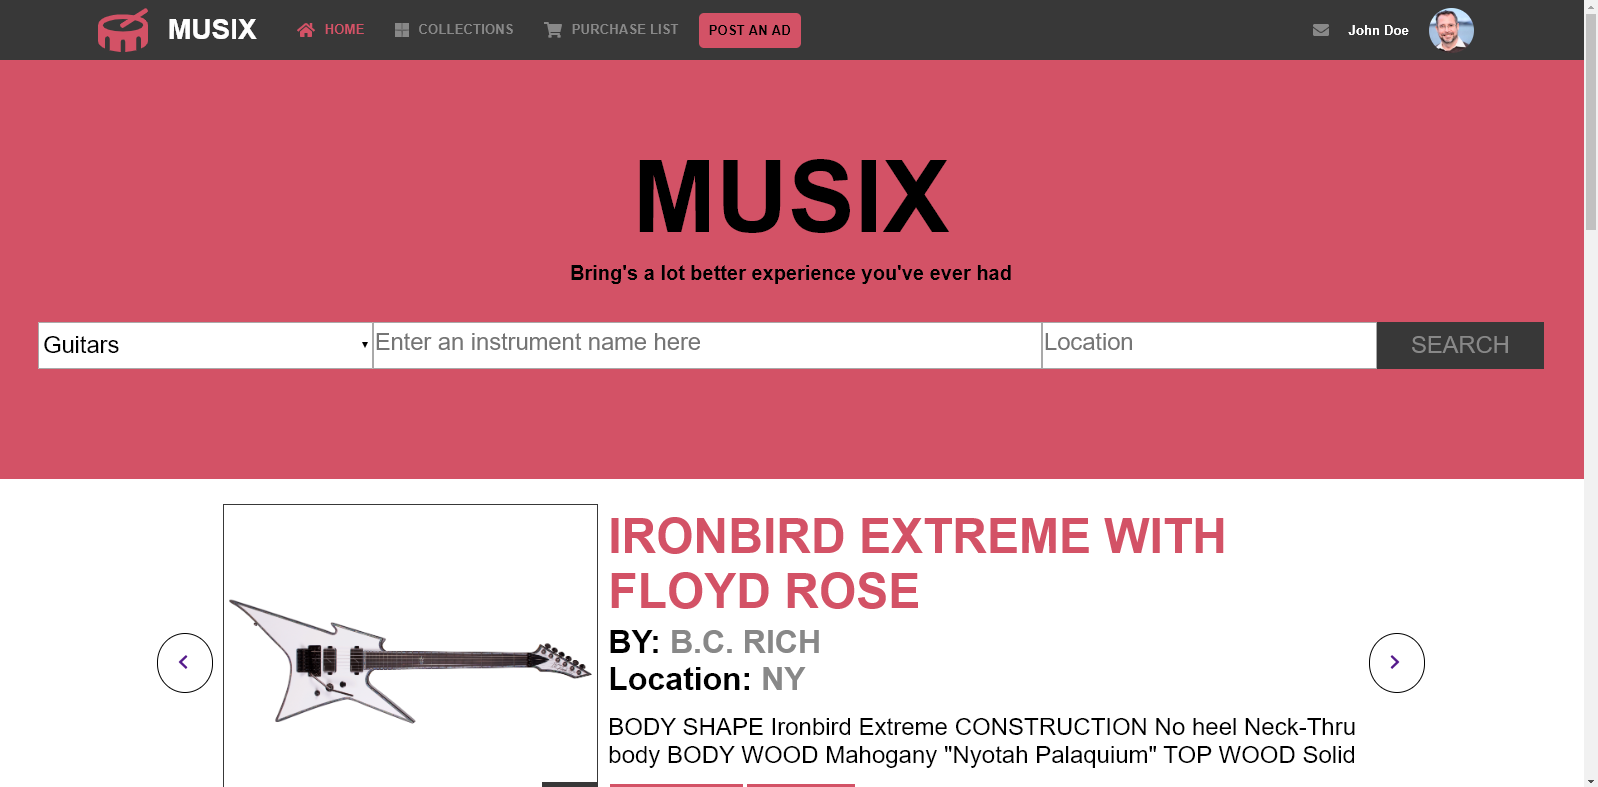 MUSIX
HOME
COLLECTIONS
PURCHASE LIST
POST AN AD
John Doe
MUSIX
Bring's a lot better experience you've ever had
Guitars
Enter an instrument name here
Location
SEARCH
IRONBIRD EXTREME WITH
FLOYD ROSE
BY: B.C. RICH
Location: NY
BODY SHAPE Ironbird Extreme CONSTRUCTION No heel Neck-Thru
body BODY WOOD Mahogany "Nyotah Palaquium" TOP WOOD Solid